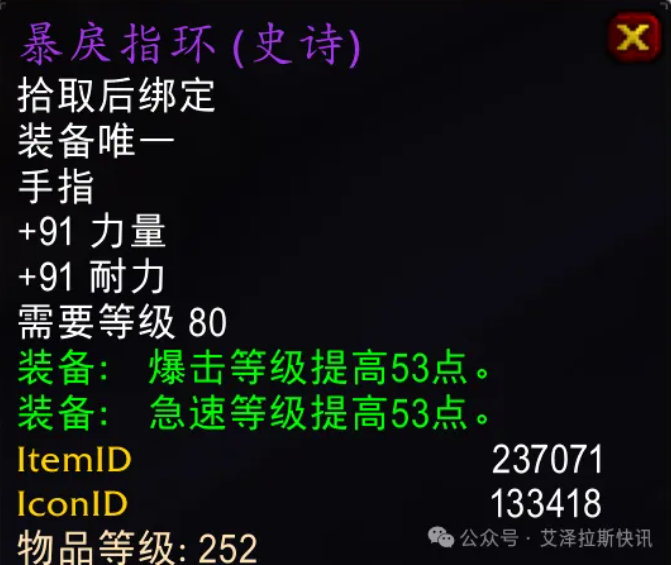 暴戾指环 (史诗)
拾取后绑定
装备唯一
手指
+91 力量
+91 耐力
需要等级 80
装备: 爆击等级提高53点。
装备: 急速等级提高53点。
ItemID 237071
IconID 133418
物品等级: 252
公众号 · 艾泽拉斯快讯